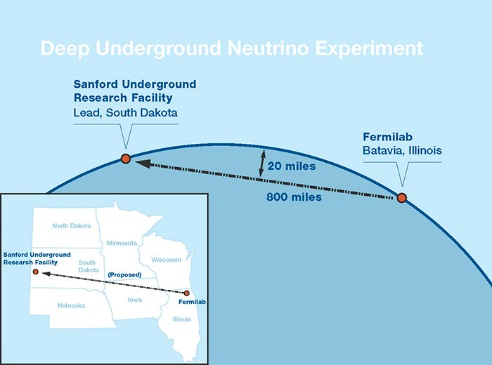 Deep Underground Neutrino Experiment
Sanford Underground
Research Facility
Lead, South Dakota
Fermilab
Batavia, Illinois
20 miles
800 miles
North Dakota
Minnesota
Sanford Underground
Research Facility
South
Dakota
Wisconsin
(Proposed)
Nebraska
Iowa
Fermilab
Illinois